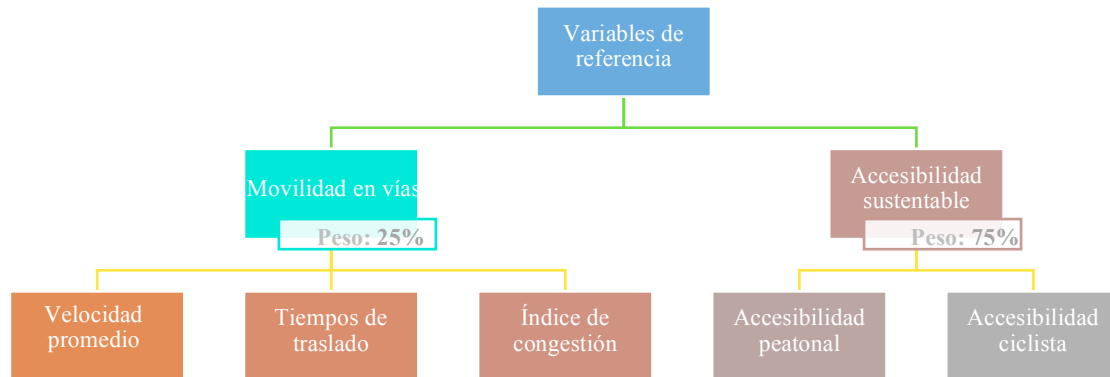 Variables de
referencia
Movilidad en vías
Peso: 25%
Accesibilidad
sustentable
Peso: 75%
Velocidad
promedio
Tiempos de
traslado
Índice de
congestión
Accesibilidad
peatonal
Accesibilidad
ciclista